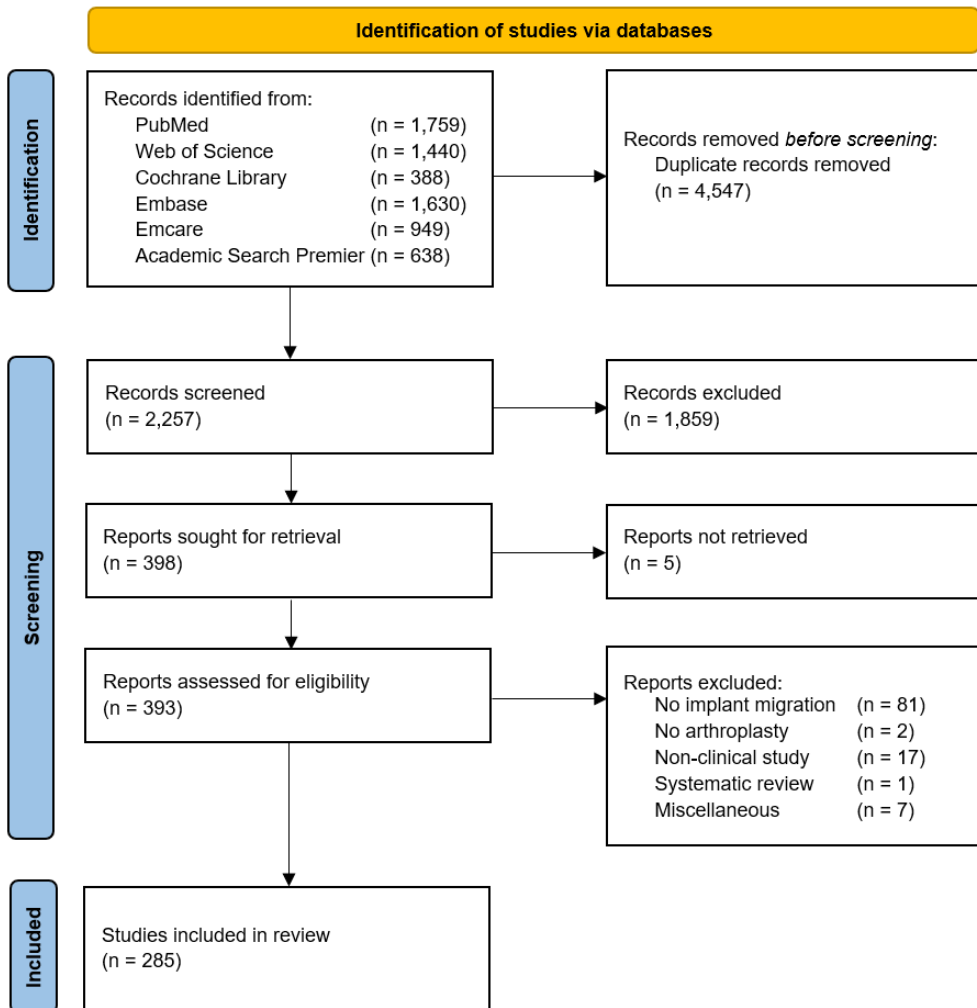 Identification of studies via databases
Identification
Records identified from:
PubMed (n = 1,759)
Web of Science (n = 1,440)
Cochrane Library (n = 388)
Embase (n = 1,630)
Emcare (n = 949)
Academic Search Premier (n = 638)
Records removed before screening:
Duplicate records removed
(n = 4,547)
Screening
Records screened
(n = 2,257)
Records excluded
(n = 1,859)
Reports sought for retrieval
(n = 398)
Reports not retrieved
(n = 5)
Reports assessed for eligibility
(n = 393)
Reports excluded:
No implant migration (n = 81)
No arthroplasty (n = 2)
Non-clinical study (n = 17)
Systematic review (n = 1)
Miscellaneous (n = 7)
Included
Studies included in review
(n = 285)